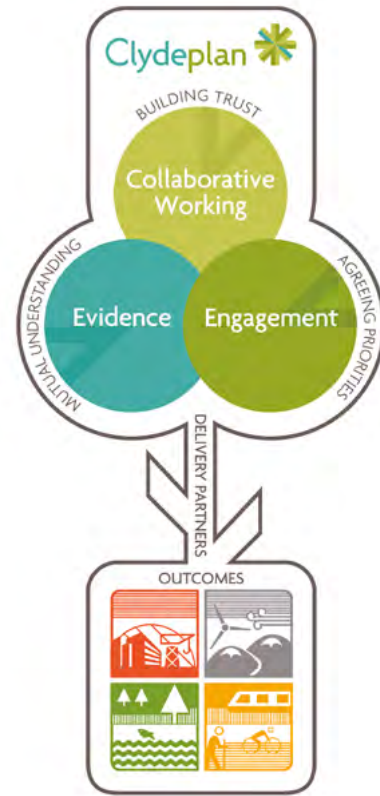 Clydeplan
BUILDING TRUST
Collaborative
Working
MUTUAL UNDERSTANDING
Evidence
Engagement
AGREEING PRIORITIES
DELIVERY PARTNERS
OUTCOMES